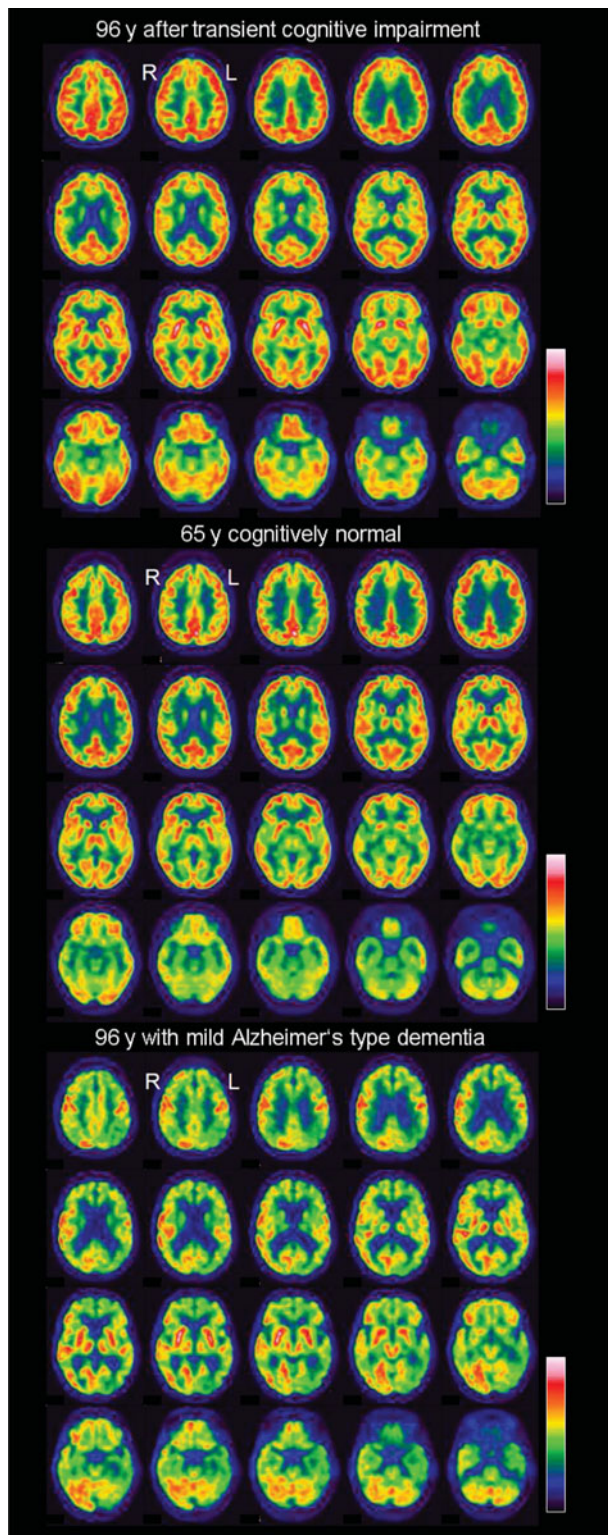 96 y after transient cognitive impairment
R L
65 y cognitively normal
R L
96 y with mild Alzheimer‘s type dementia
R L